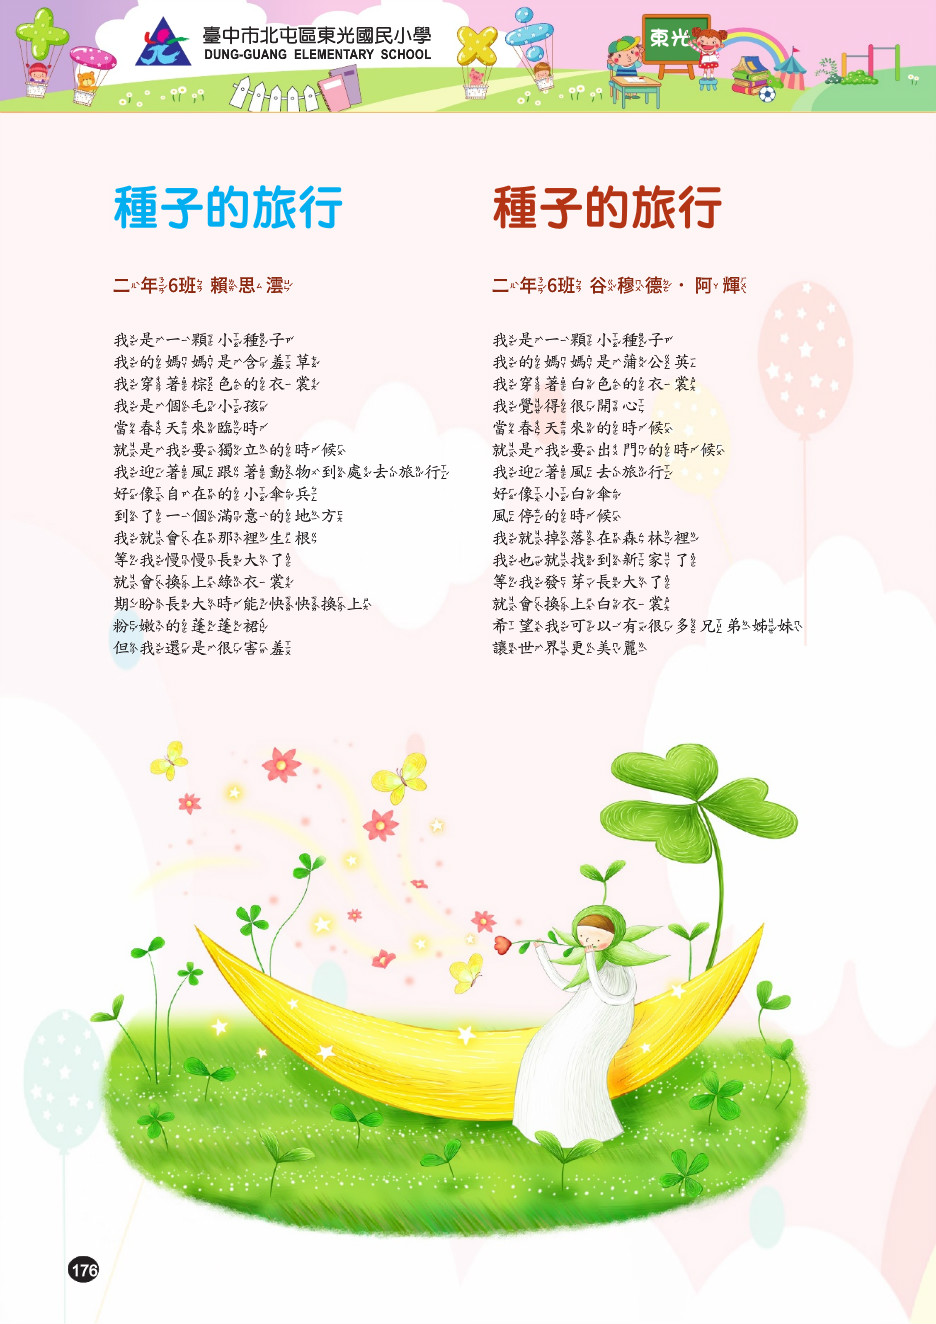 臺中市北屯區東光國民小學
DUNG-GUANG ELEMENTARY SCHOOL
東光
種子的旅行
二年6班 賴思澐
我是一顆小種子
我的媽媽是含羞草
我穿著棕色的衣裳
我是個毛小孩
當春天來臨時
就是我要獨立的時候
我迎著風跟著動物到處去旅行
好像自在的小傘兵
到了一個滿意的地方
我就會在那裡生根
等我慢慢長大了
就會換上綠衣裳
期盼長大時能快快換上
粉嫩的蓬蓬裙
但我還是很害羞
種子的旅行
二年6班 谷穆德·阿輝
我是一顆小種子
我的媽媽是蒲公英
我穿著白色的衣裳
我覺得很開心
當春天來的時候
就是我要出門的時候
我迎著風去旅行
好像小白傘
風停的時候
我就掉落在森林裡
我也就找到新家了
等我發芽長大了
就會換上白衣裳
希望我可以有很多兄弟姊妹
讓世界更美麗
176